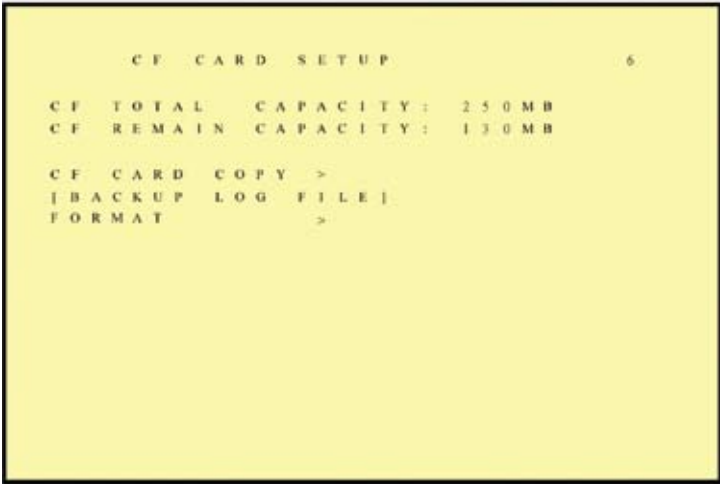 CF CARD SETUP 6
CF TOTAL CAPACITY: 250MB
CF REMAIN CAPACITY: 130MB
CF CARD COPY >
[BACKUP LOG FILE]
FORMAT >